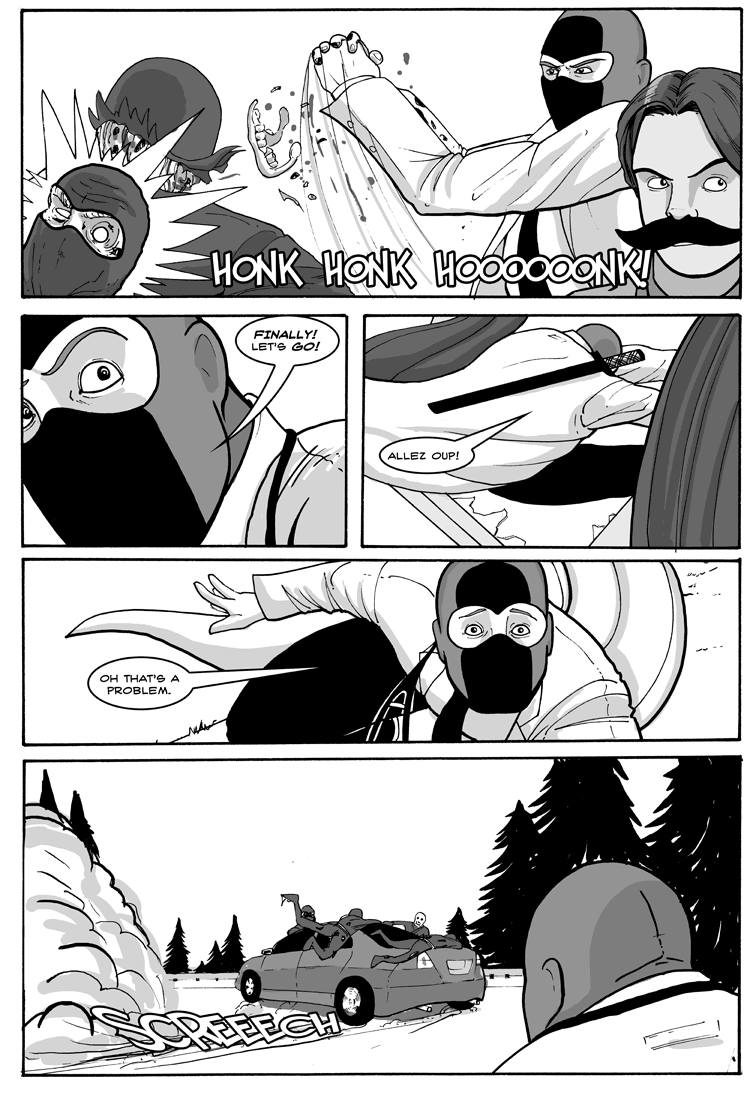 HONK HONK HOOOOOONK!
FINALLY!
LET'S GO!
ALLEZ OUP!
OH THAT'S A
PROBLEM.
SCREEECH